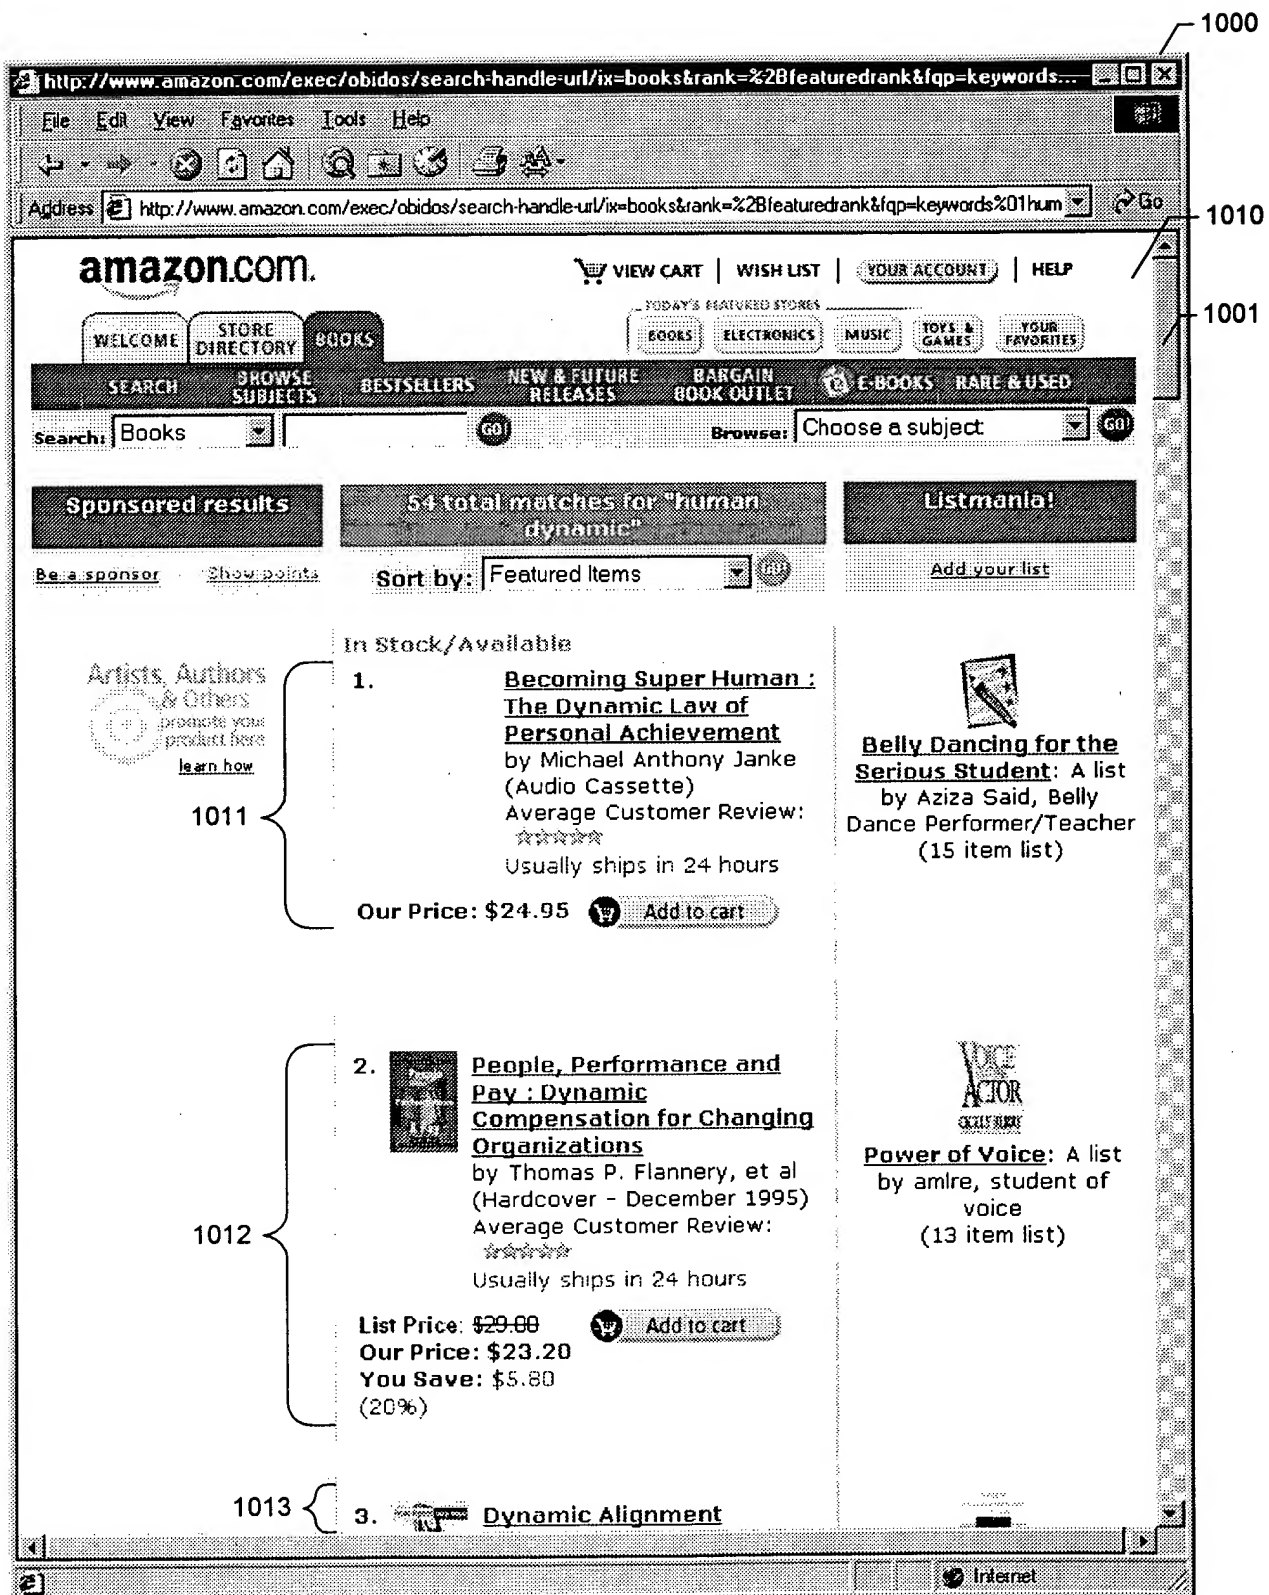 1000
http://www.amazon.com/exec/obidos/search-handle-url/ix=books&rank=%2Bfeaturedrank&fqp=keywords...
File Edit View Favorites Tools Help
Address http://www.amazon.com/exec/obidos/search-handle-url/ix=books&rank=%2Bfeaturedrank&fqp=keywords%01hum Go
1010
amazon.com.
VIEW CART | WISH LIST | YOUR ACCOUNT | HELP
1001
TODAY'S FEATURED STORES
WELCOME STORE DIRECTORY BOOKS
BOOKS ELECTRONICS MUSIC TOYS & GAMES YOUR FAVORITES
SEARCH BROWSE SUBJECTS BESTSELLERS NEW & FUTURE RELEASES BARGAIN BOOK OUTLET E-BOOKS RARE & USED
Search: Books GO! Browse: Choose a subject: GO!
Sponsored results
54 total matches for "human dynamic"
Listmania!
Be a sponsor Show points
Sort by: Featured Items GO!
Add your list
In Stock/Available
Artists, Authors
& Others
promote your
product here
learn how
1011
1. Becoming Super Human :
The Dynamic Law of
Personal Achievement
by Michael Anthony Janke
(Audio Cassette)
Average Customer Review:
Usually ships in 24 hours
Our Price: $24.95 Add to cart
Belly Dancing for the
Serious Student: A list
by Aziza Said, Belly
Dance Performer/Teacher
(15 item list)
1012
2. People, Performance and
Pay : Dynamic
Compensation for Changing
Organizations
by Thomas P. Flannery, et al
(Hardcover - December 1995)
Average Customer Review:
Usually ships in 24 hours
List Price: $29.00 Add to cart
Our Price: $23.20
You Save: $5.80
(20%)
VOICE
ACTOR
Power of Voice: A list
by amlre, student of
voice
(13 item list)
1013
3. Dynamic Alignment
Internet